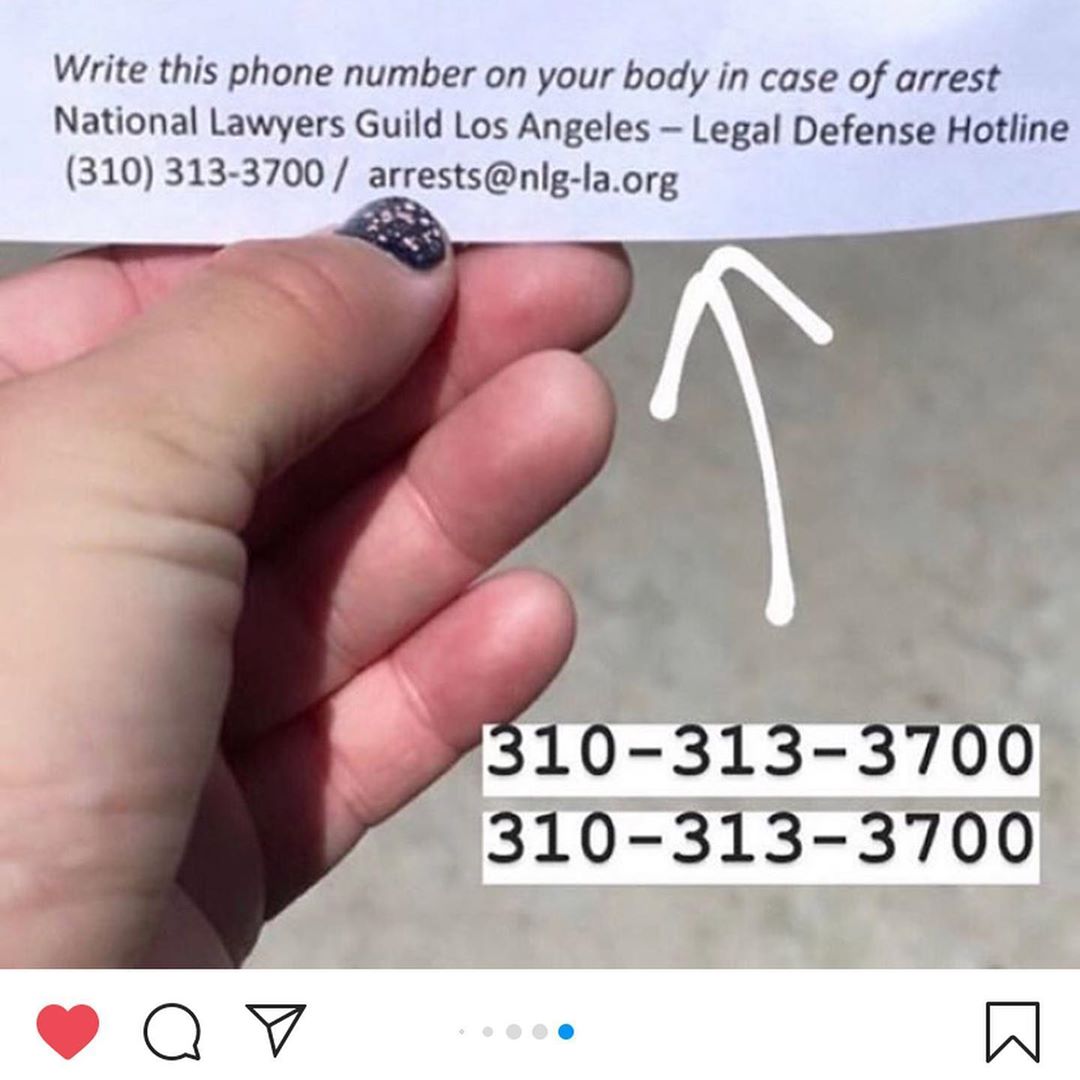 Write this phone number on your body in case of arrest
National Lawyers Guild Los Angeles – Legal Defense Hotline
(310) 313-3700 / arrests@nlg-la.org
310-313-3700
310-313-3700